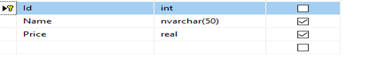 Id int
Name nvarchar(50)
Price real